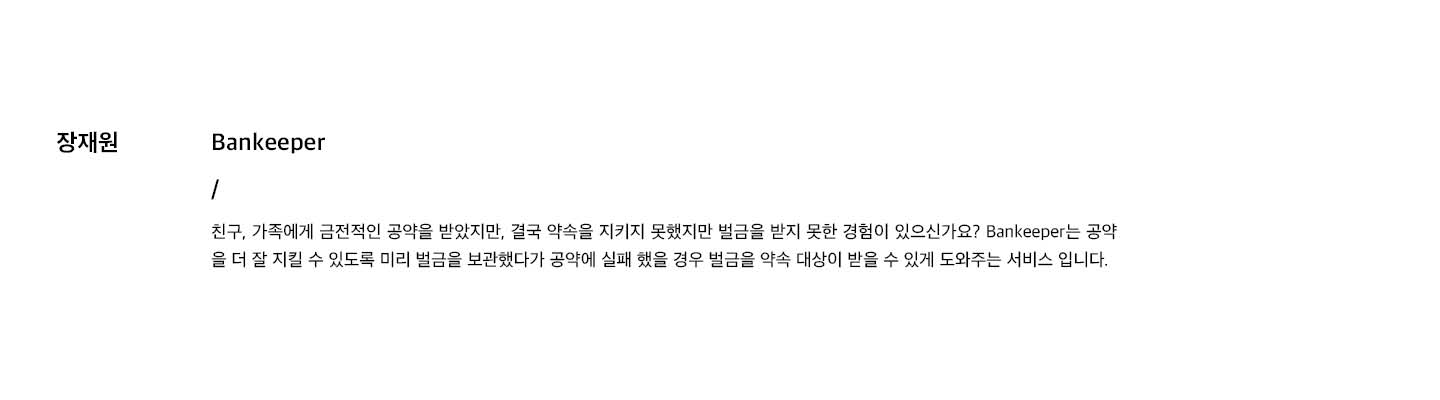 장재원
Bankeeper
/
친구, 가족에게 금전적인 공약을 받았지만, 결국 약속을 지키지 못했지만 벌금을 받지 못한 경험이 있으신가요? Bankeeper는 공약
을 더 잘 지킬 수 있도록 미리 벌금을 보관했다가 공약에 실패 했을 경우 벌금을 약속 대상이 받을 수 있게 도와주는 서비스 입니다.